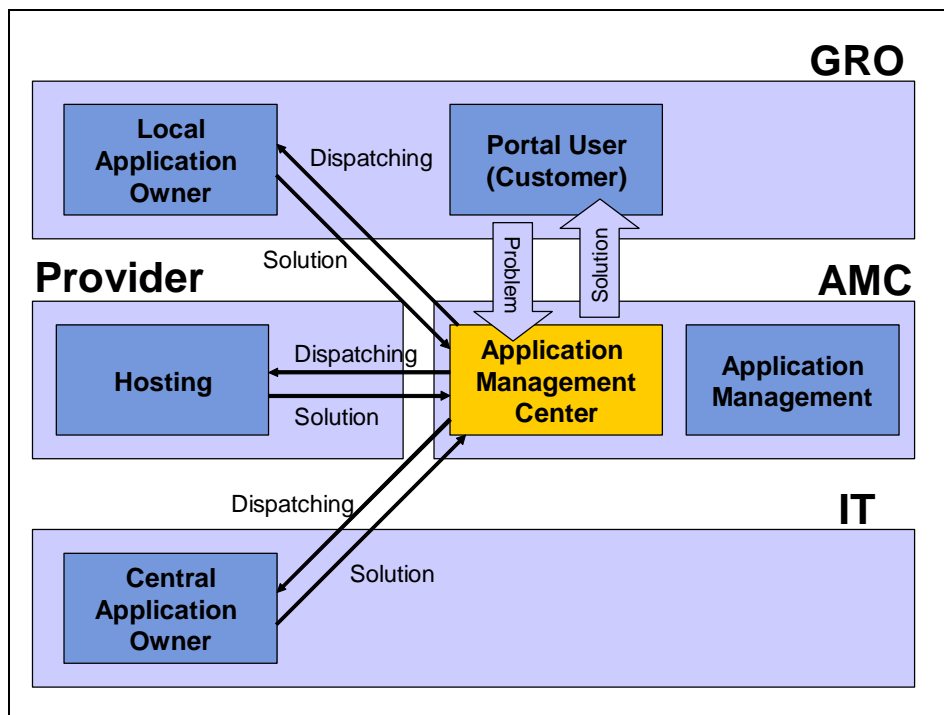 GRO
Local
Application
Owner
Dispatching
Portal User
(Customer)
Solution
Problem
Solution
Provider
AMC
Hosting
Dispatching
Solution
Application
Management
Center
Application
Management
Dispatching
IT
Solution
Central
Application
Owner